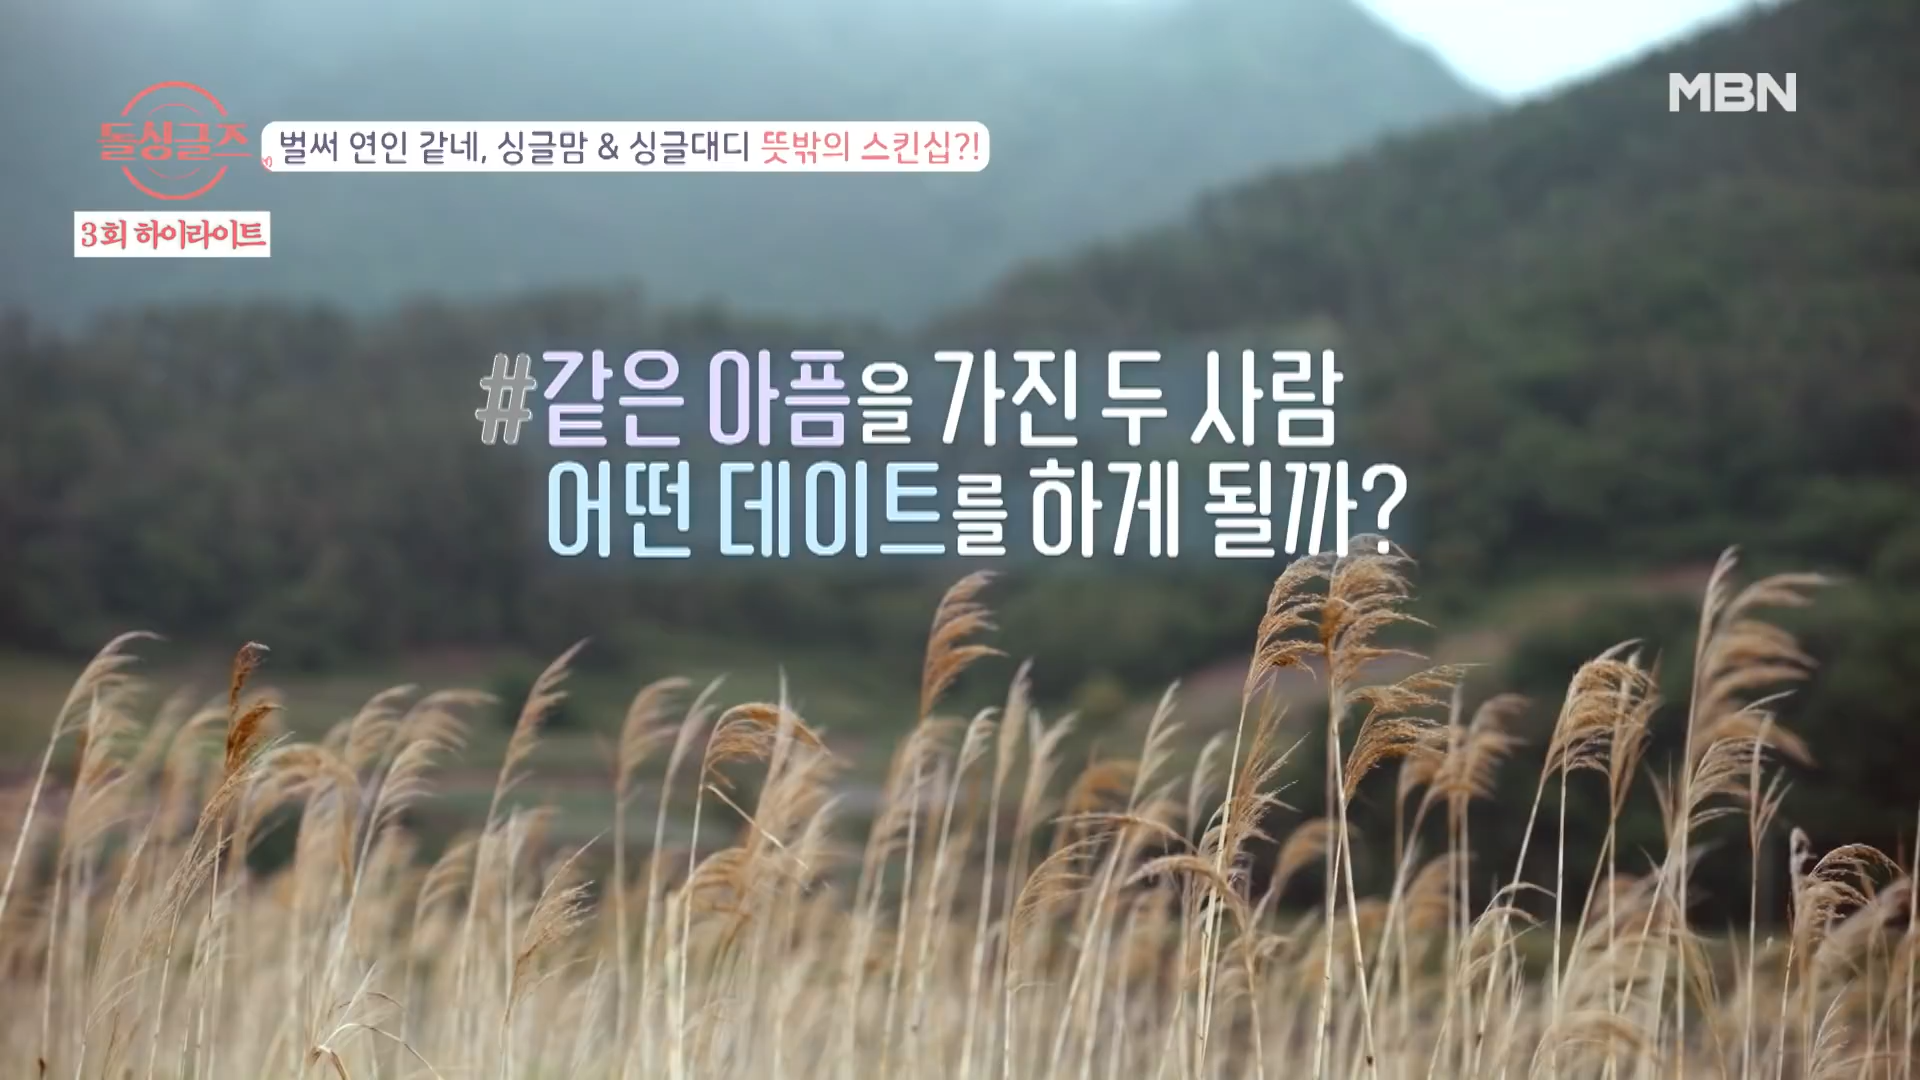 돌싱글즈
벌써 연인 같네, 싱글맘 & 싱글대디 뜻밖의 스킨십?!
MBN
3회 하이라이트
#같은 아픔을 가진 두 사람
어떤 데이트를 하게 될까?